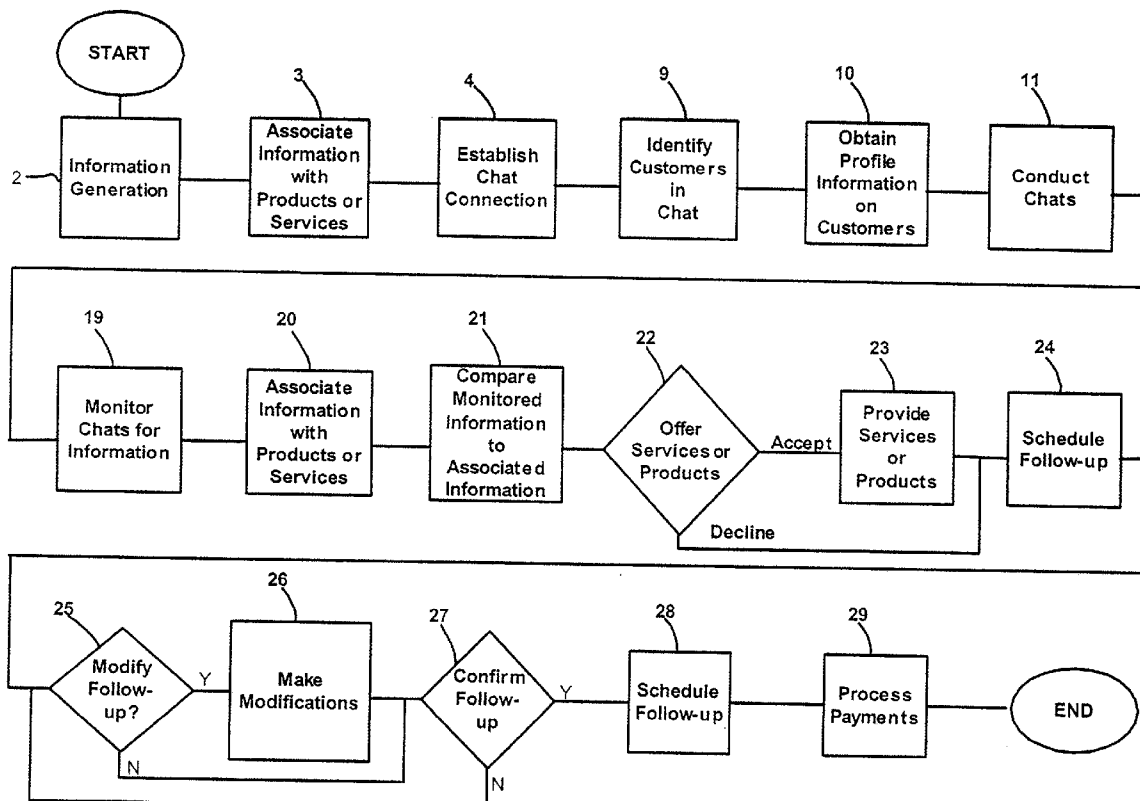 START
3
4
9
10
11
2
Information
Generation
Associate
Information
with
Products or
Services
Establish
Chat
Connection
Identify
Customers
in
Chat
Obtain
Profile
Information
on
Customers
Conduct
Chats
19
20
21
22
23
24
Monitor
Chats for
Information
Associate
Information
with
Products or
Services
Compare
Monitored
Information
to
Associated
Information
Offer
Services or
Products
Accept
Decline
Provide
Services
or
Products
Schedule
Follow-up
25
26
27
28
29
Modify
Follow-
up?
Y
N
Make
Modifications
Confirm
Follow-
up
Y
N
Schedule
Follow-up
Process
Payments
END